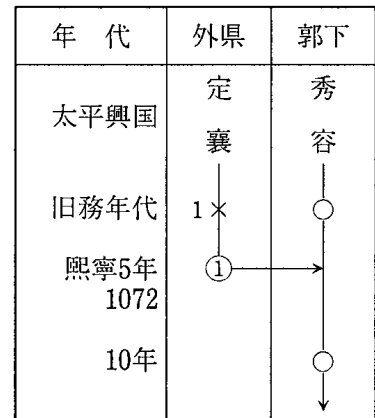 年代 外県 郭下
太平興国 定襄 秀容
旧務年代 1 × ○
熙寧5年 ①
1072
10年 ○